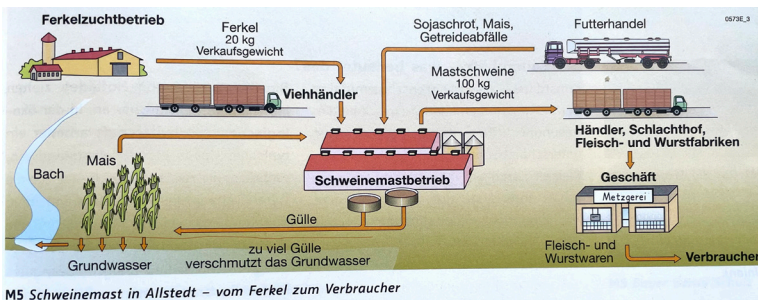 Ferkelzuchtbetrieb
Ferkel
20 kg
Verkaufsgewicht
Sojaschrot, Mais,
Getreideabfälle
Futterhandel
0573E_3
Viehhändler
Mastschweine
100 kg
Verkaufsgewicht
Händler, Schlachthof,
Fleisch- und Wurstfabriken
Bach
Mais
Schweinemastbetrieb
Geschäft
Metzgerei
Gülle
Grundwasser
zu viel Gülle
verschmutzt das Grundwasser
Fleisch- und
Wurstwaren
Verbraucher
M5 Schweinemast in Allstedt – vom Ferkel zum Verbraucher